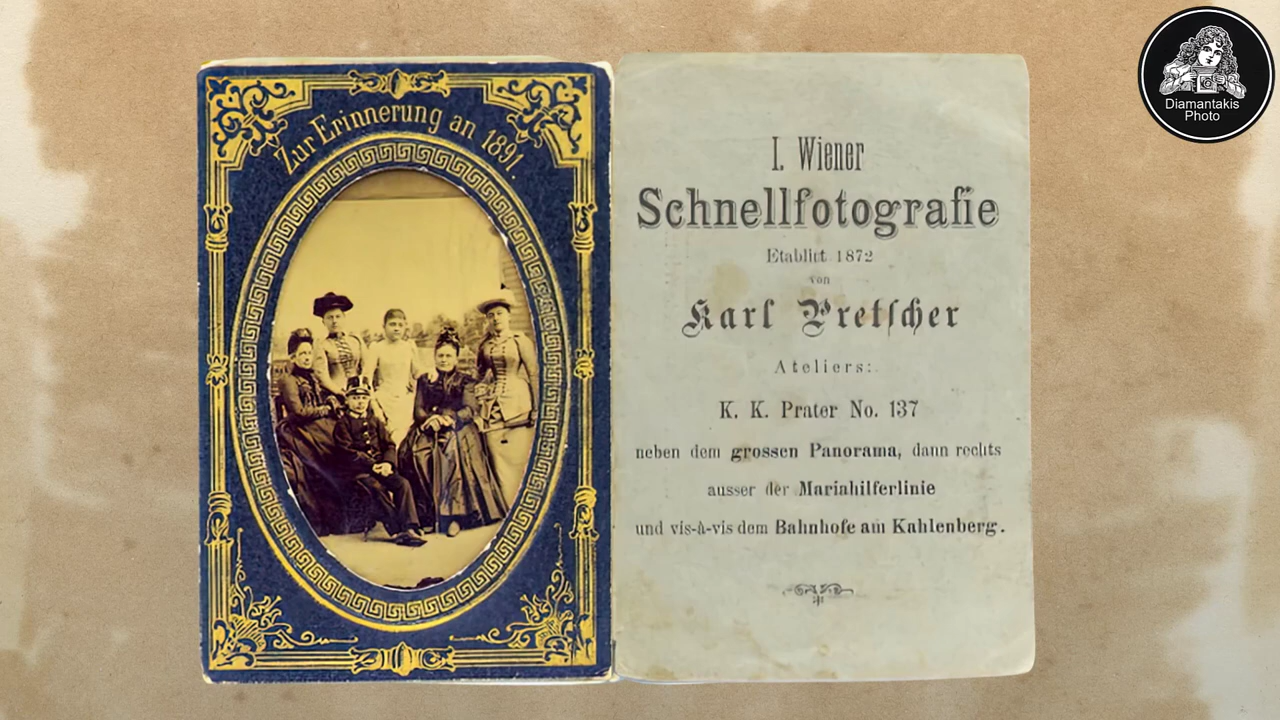 Zur Erinnerung an 1891.
I. Wiener
Schnellfotografie
Etablirt 1872
von
Karl Pretscher
Ateliers:
K. K. Prater No. 137
neben dem grossen Panorama, dann rechts
ausser der Mariahilferlinie
und vis-à-vis dem Bahnhofe am Kahlenberg.
Diamantakis
Photo